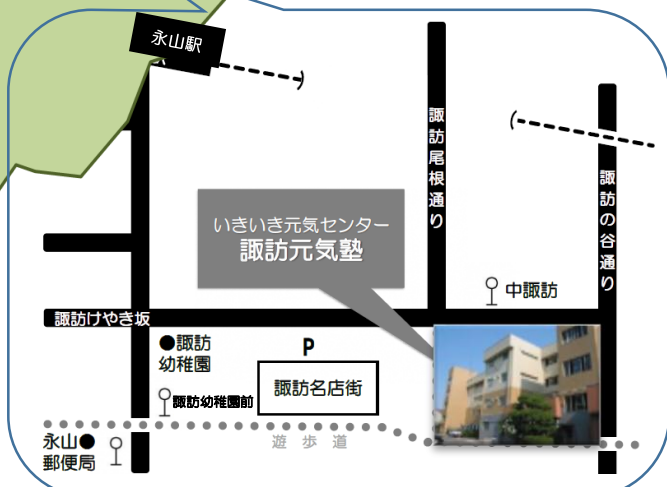 永山駅
諏訪尾根通り
諏訪の谷通り
いきいき元気センター
諏訪元気塾
中諏訪
諏訪けやき坂
●諏訪
幼稚園
P
諏訪名店街
諏訪幼稚園前
永山●
郵便局
遊歩道